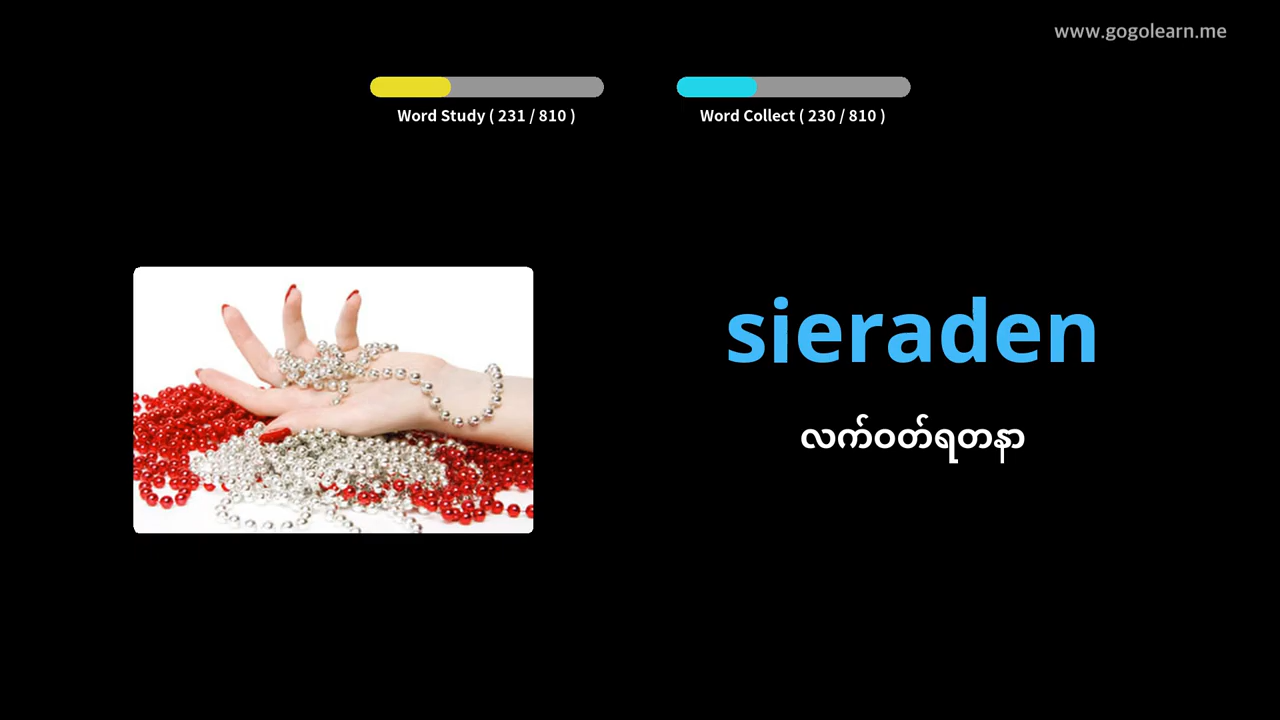 www.gogolearn.me
Word Study ( 231 / 810 )
Word Collect ( 230 / 810 )
sieraden
လက်ဝတ်ရတနာ